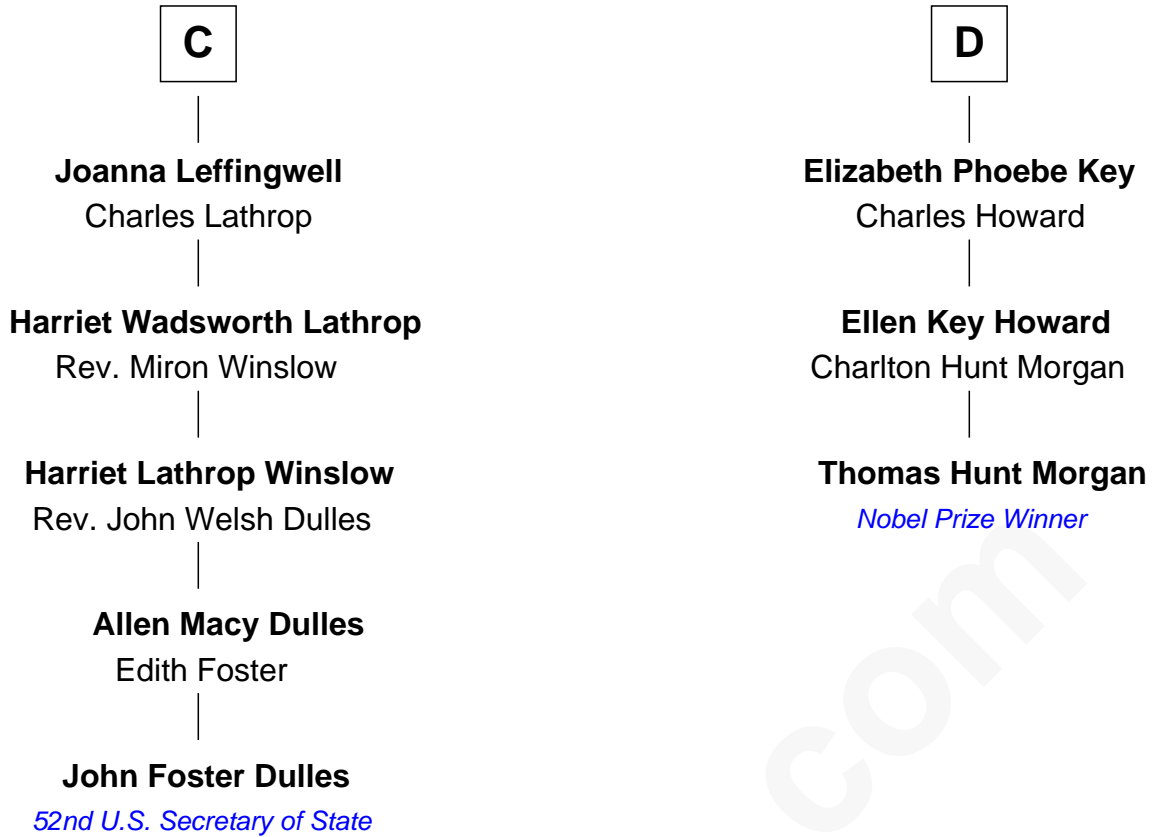 C
Joanna Leffingwell
Charles Lathrop
Harriet Wadsworth Lathrop
Rev. Miron Winslow
Harriet Lathrop Winslow
Rev. John Welsh Dulles
Allen Macy Dulles
Edith Foster
John Foster Dulles
52nd U.S. Secretary of State
D
Elizabeth Phoebe Key
Charles Howard
Ellen Key Howard
Charlton Hunt Morgan
Thomas Hunt Morgan
Nobel Prize Winner
com